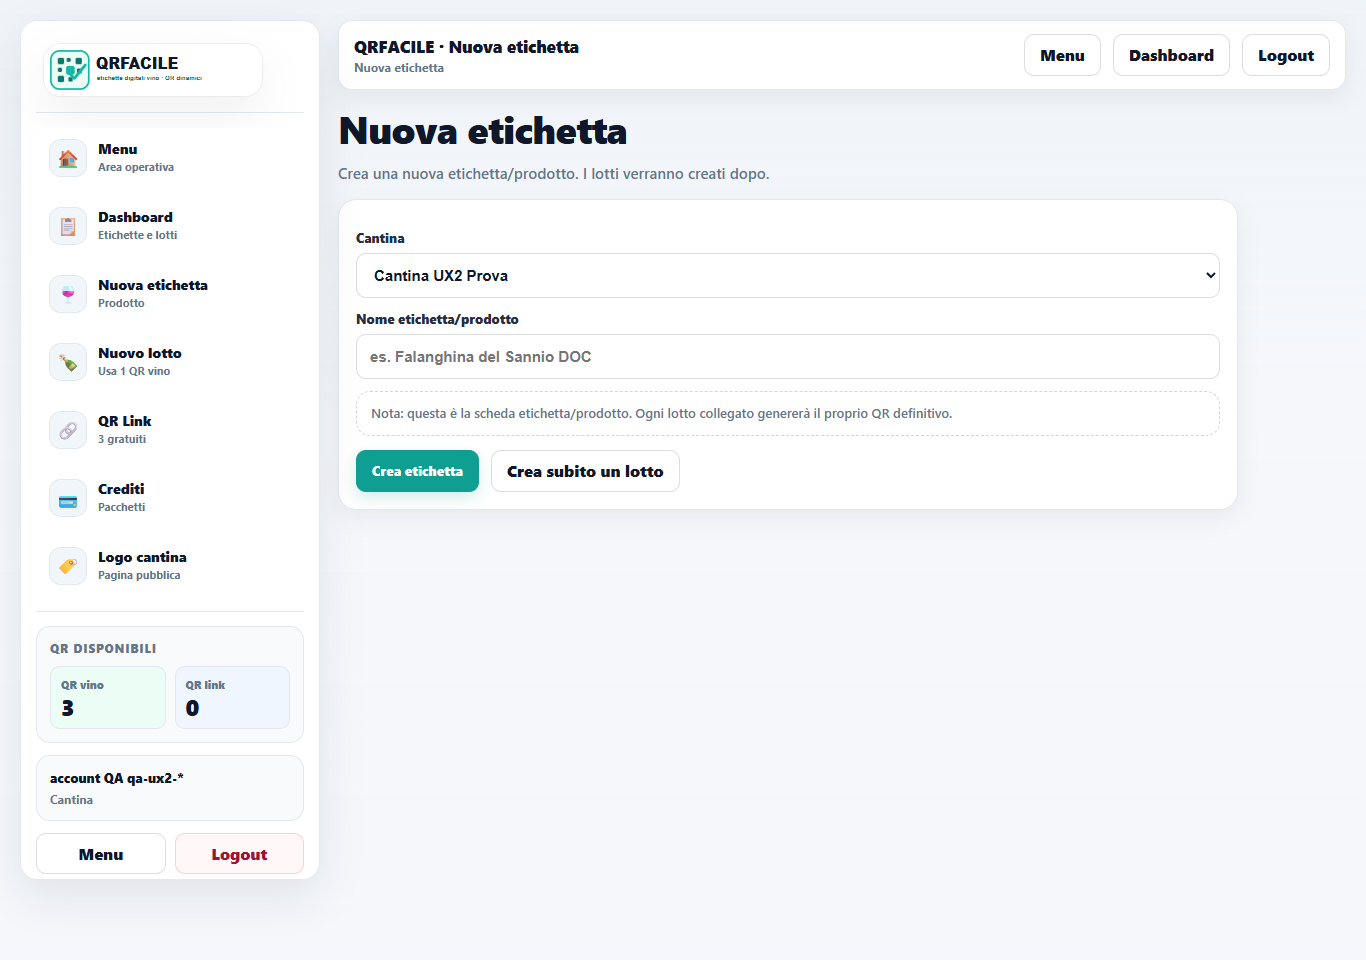 QRFACILE
etichette digitali vino · QR dinamici
Menu
Area operativa
Dashboard
Etichette e lotti
Nuova etichetta
Prodotto
Nuovo lotto
Usa 1 QR vino
QR Link
3 gratuiti
Crediti
Pacchetti
Logo cantina
Pagina pubblica
QR DISPONIBILI
QR vino
3
QR link
0
account QA qa-ux2-*
Cantina
Menu
Logout
QRFACILE · Nuova etichetta
Nuova etichetta
Menu
Dashboard
Logout
Nuova etichetta
Crea una nuova etichetta/prodotto. I lotti verranno creati dopo.
Cantina
Cantina UX2 Prova
Nome etichetta/prodotto
es. Falanghina del Sannio DOC
Nota: questa è la scheda etichetta/prodotto. Ogni lotto collegato genererà il proprio QR definitivo.
Crea etichetta
Crea subito un lotto